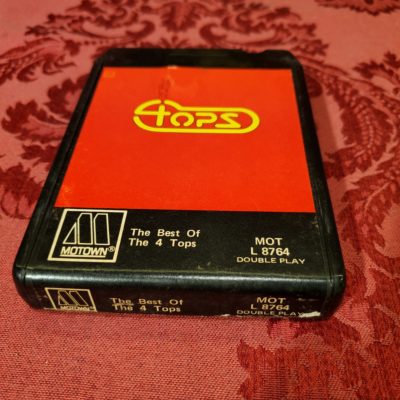 4 TOPS
MOTOWN®
The Best Of
The 4 Tops
MOT
L 8764
DOUBLE PLAY
MOTOWN
The Best Of
The 4 Tops
MOT
L 8764
DOUBLE PLAY